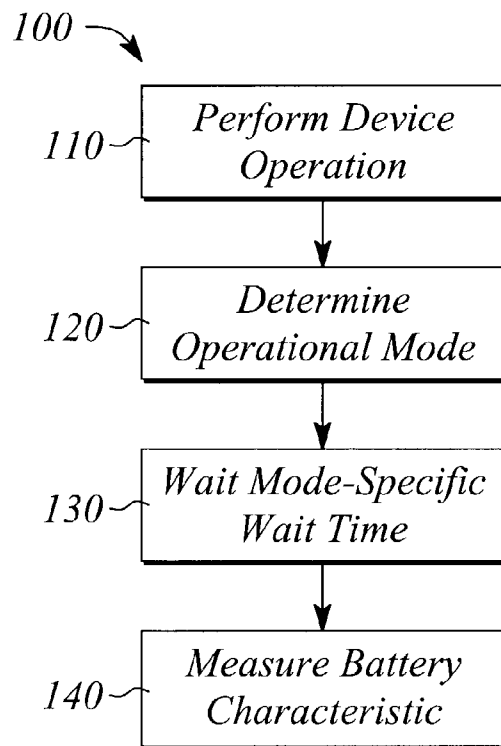 100
110
Perform Device
Operation
120
Determine
Operational Mode
130
Wait Mode-Specific
Wait Time
140
Measure Battery
Characteristic